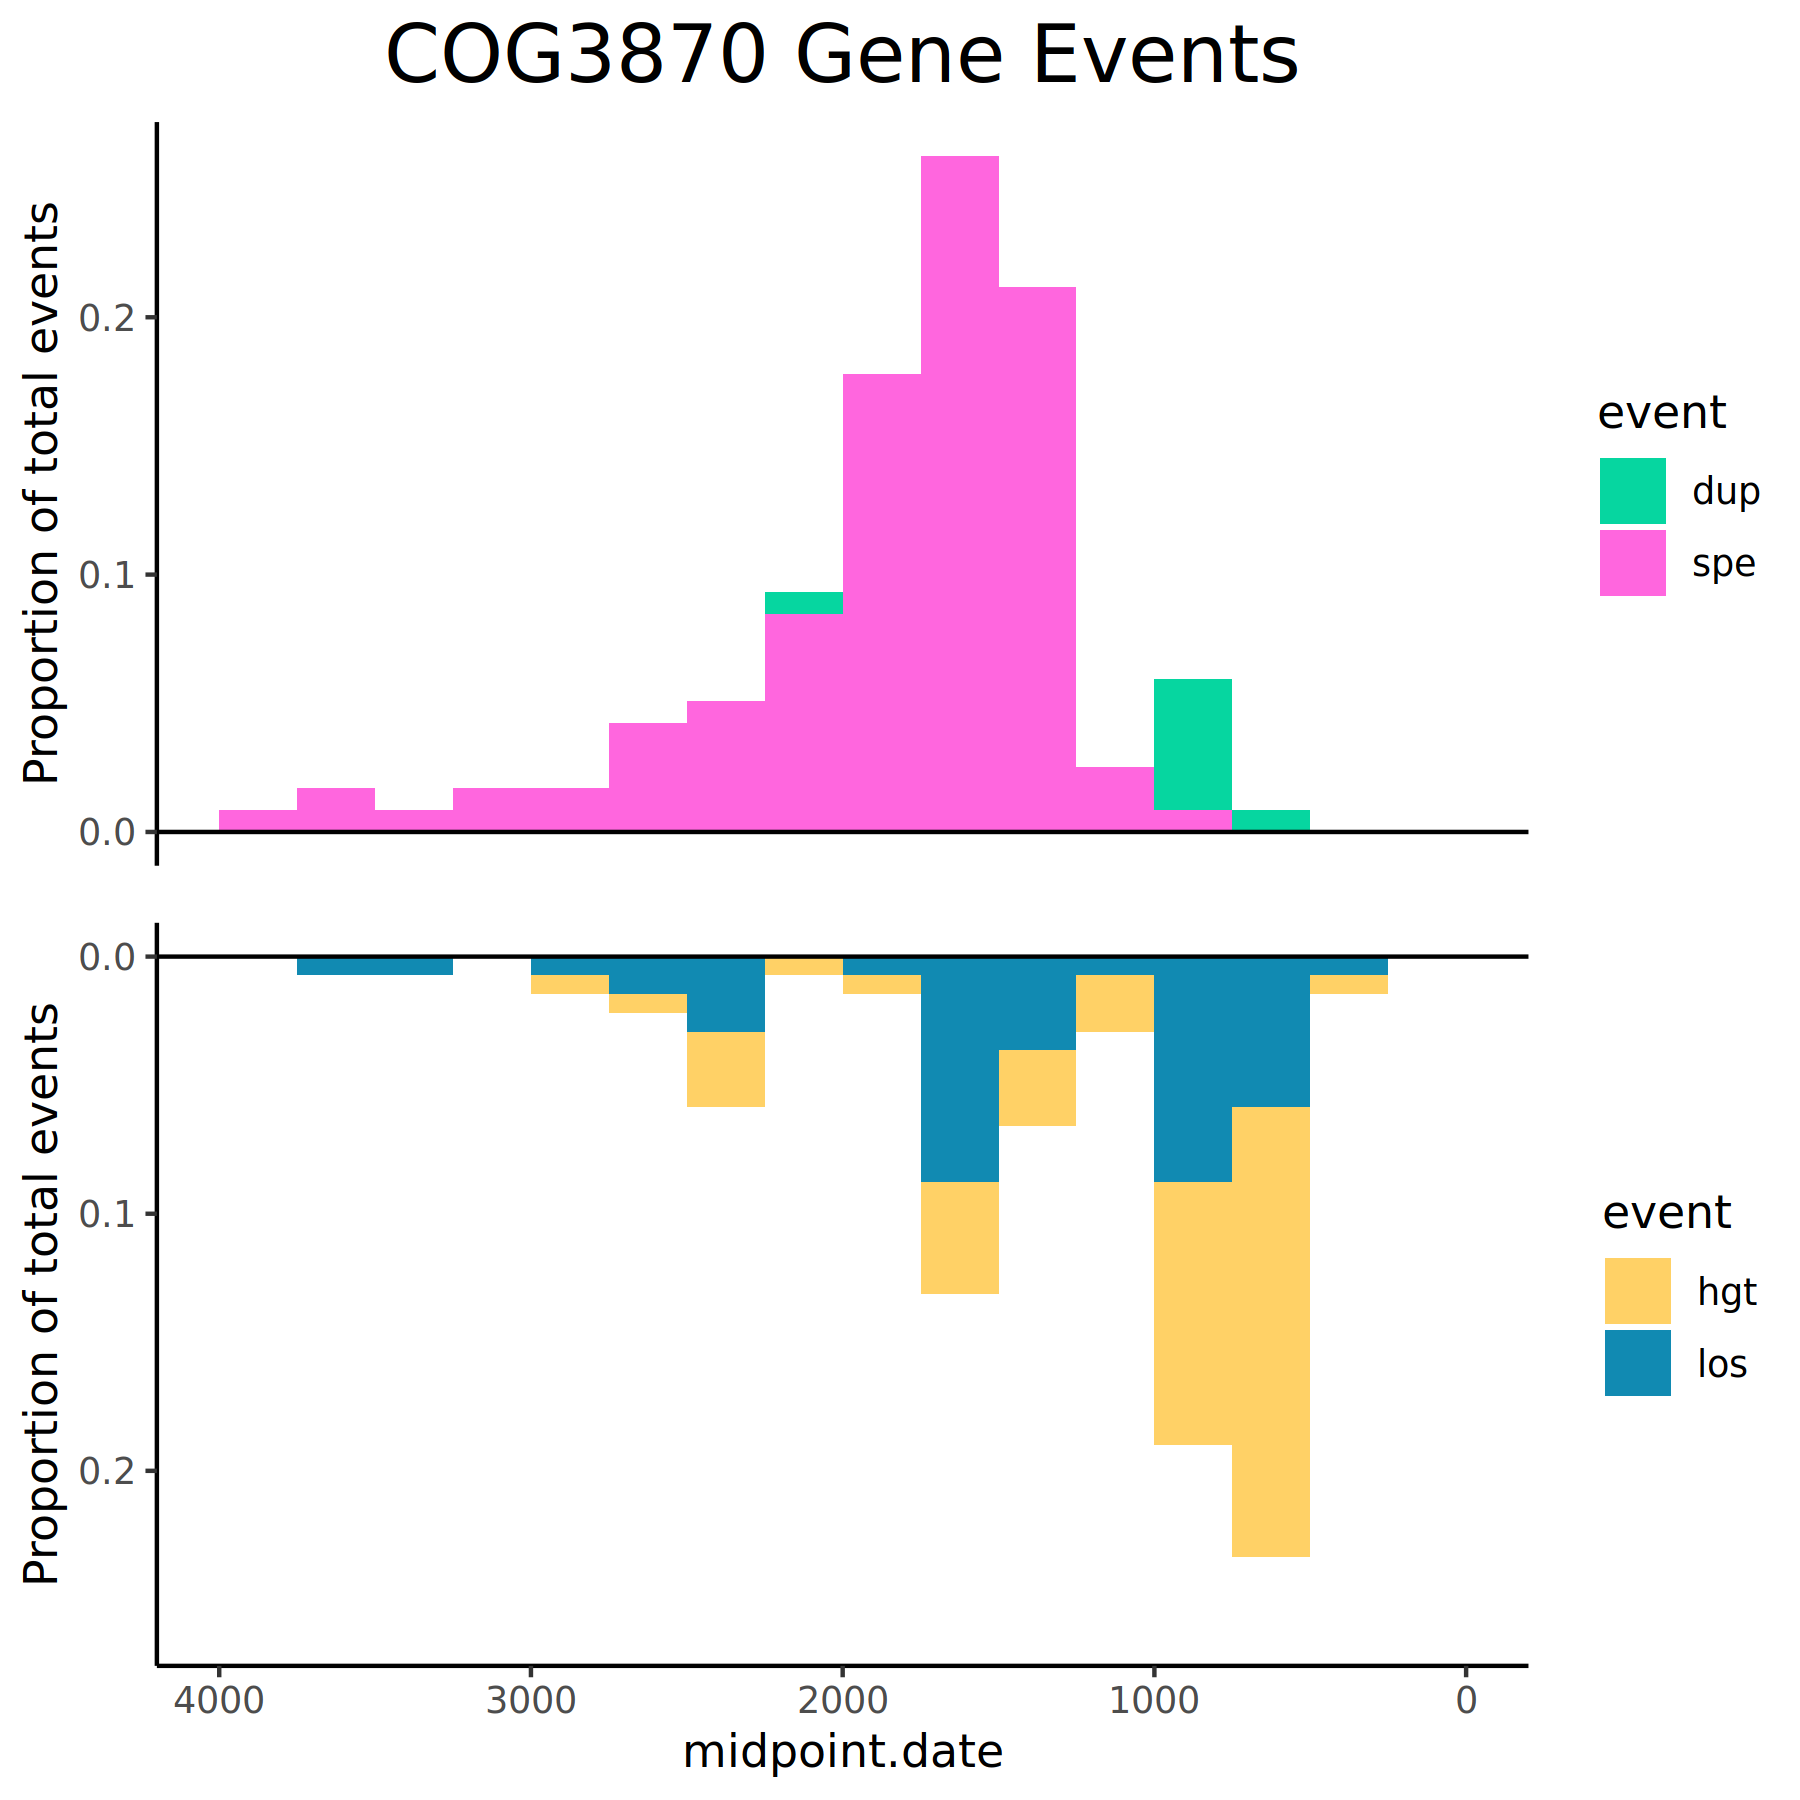 COG3870 Gene Events
Proportion of total events
0.2
0.1
0.0
event
dup
spe
Proportion of total events
0.0
0.1
0.2
event
hgt
los
4000 3000 2000 1000 0
midpoint.date